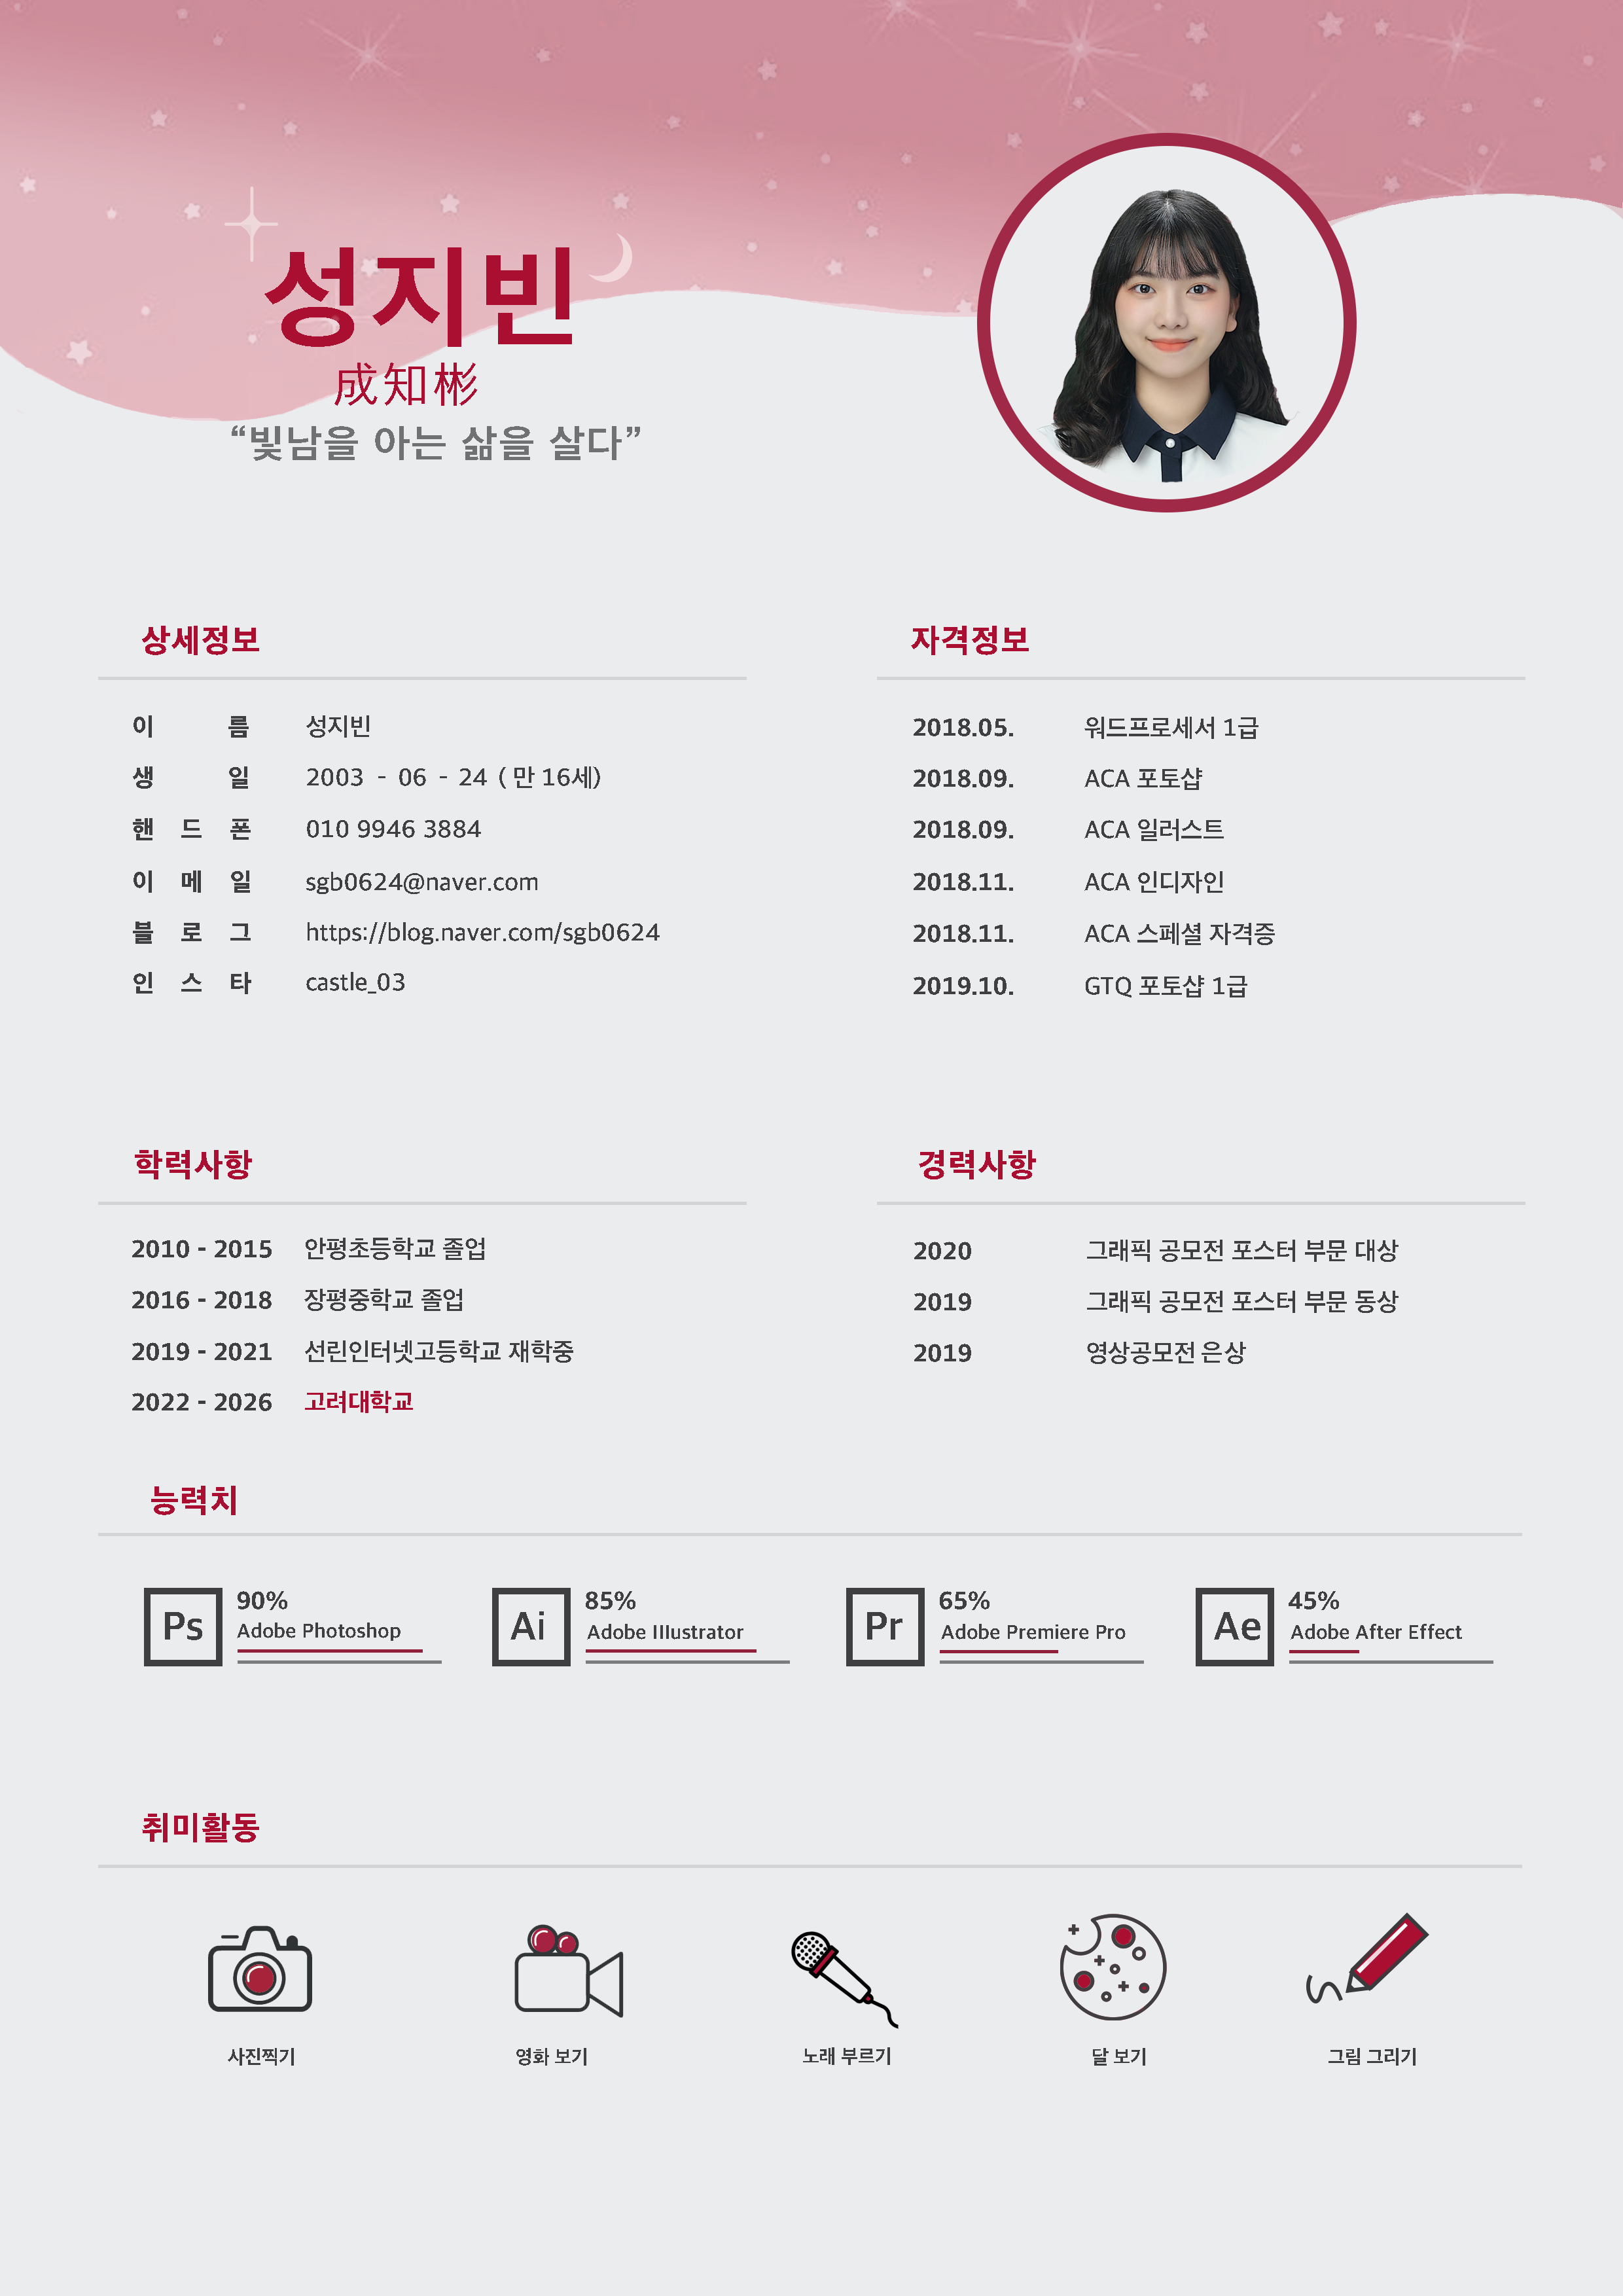 성지빈
成知彬
“빛남을 아는 삶을 살다”
상세정보
이 름 성지빈
생 일 2003 - 06 - 24 ( 만 16세)
핸 드 폰 010 9946 3884
이 메 일 sgb0624@naver.com
블 로 그 https://blog.naver.com/sgb0624
인 스 타 castle_03
자격정보
2018.05. 워드프로세서 1급
2018.09. ACA 포토샵
2018.09. ACA 일러스트
2018.11. ACA 인디자인
2018.11. ACA 스페셜 자격증
2019.10. GTQ 포토샵 1급
학력사항
2010 - 2015 안평초등학교 졸업
2016 - 2018 장평중학교 졸업
2019 - 2021 선린인터넷고등학교 재학중
2022 - 2026 고려대학교
경력사항
2020 그래픽 공모전 포스터 부문 대상
2019 그래픽 공모전 포스터 부문 동상
2019 영상공모전 은상
능력치
Ps
90%
Adobe Photoshop
Ai
85%
Adobe Illustrator
Pr
65%
Adobe Premiere Pro
Ae
45%
Adobe After Effect
취미활동
사진찍기
영화 보기
노래 부르기
달 보기
그림 그리기